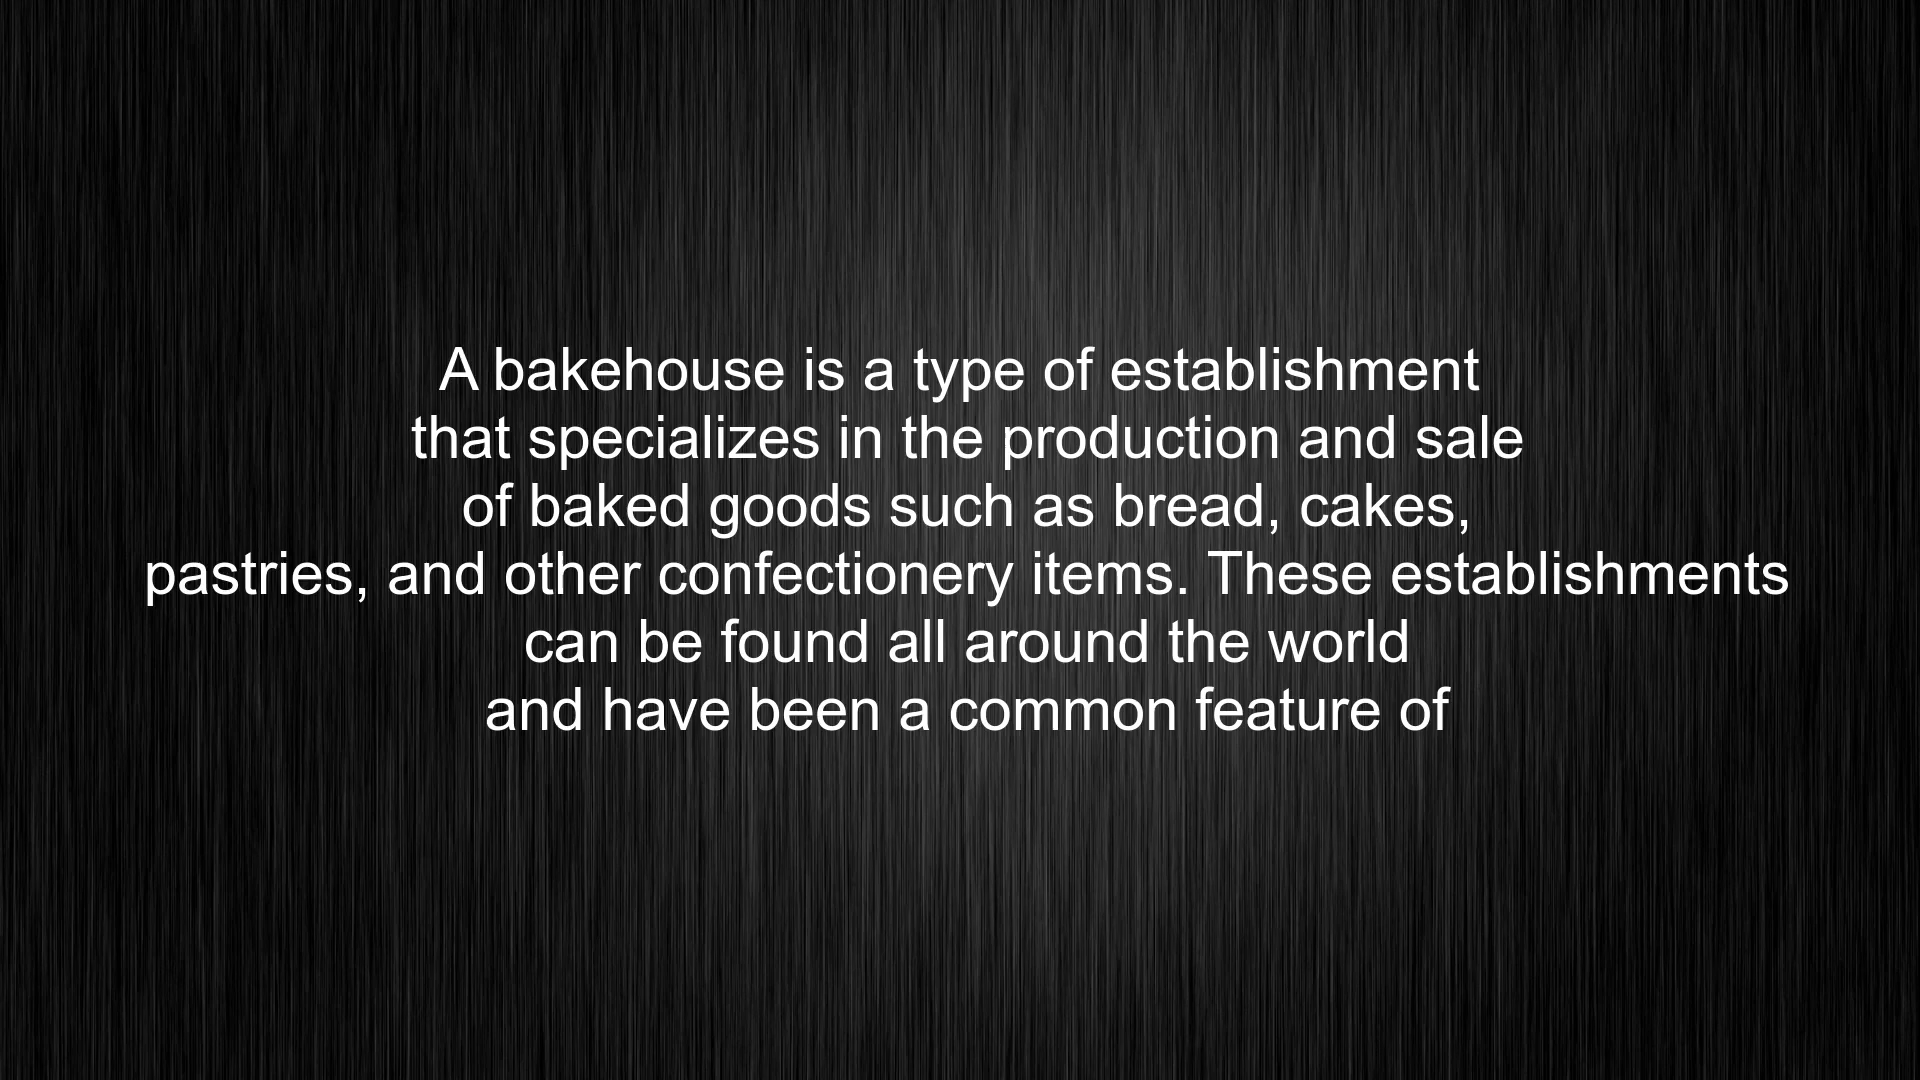 A bakehouse is a type of establishment
that specializes in the production and sale
of baked goods such as bread, cakes,
pastries, and other confectionery items. These establishments
can be found all around the world
and have been a common feature of